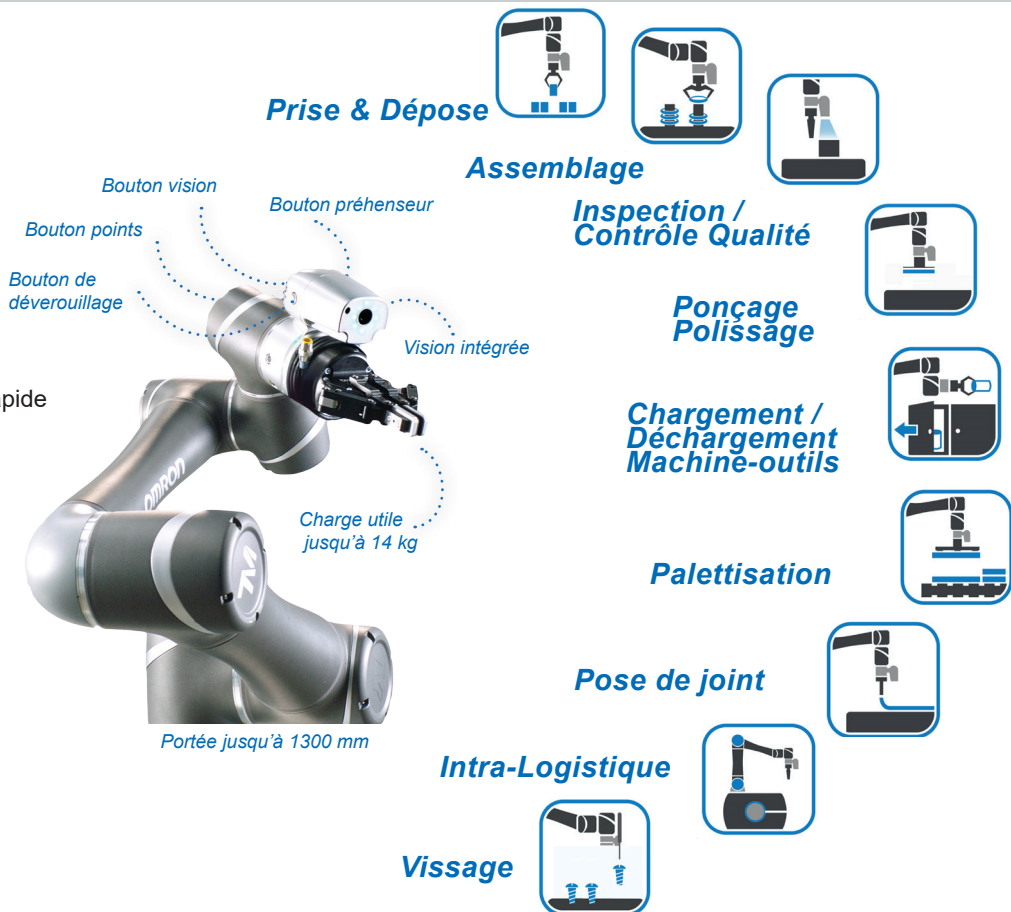 Prise & Dépose
Assemblage
Bouton vision
Bouton préhenseur
Inspection /
Contrôle Qualité
Bouton points
Bouton de
déverouillage
Ponçage
Polissage
Vision intégrée
pide
Chargement /
Déchargement
Machine-outils
OMRON
Charge utile
jusqu'à 14 kg
Palettisation
TM
Pose de joint
Portée jusqu'à 1300 mm
Intra-Logistique
Vissage